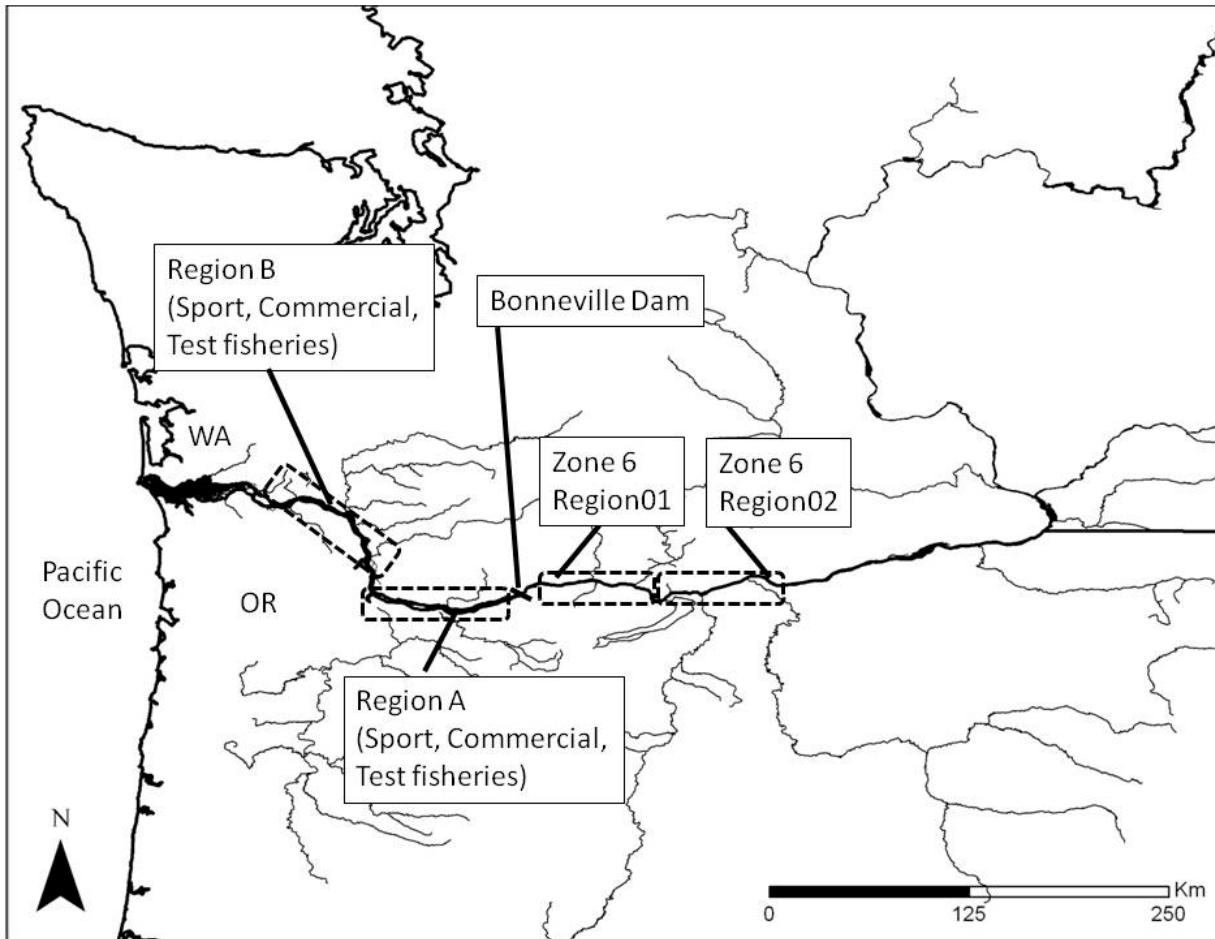 Region B
(Sport, Commercial,
Test fisheries)
Bonneville Dam
WA
Zone 6
Region01
Zone 6
Region02
Pacific
Ocean
OR
Region A
(Sport, Commercial,
Test fisheries)
N
Km
0
125
250